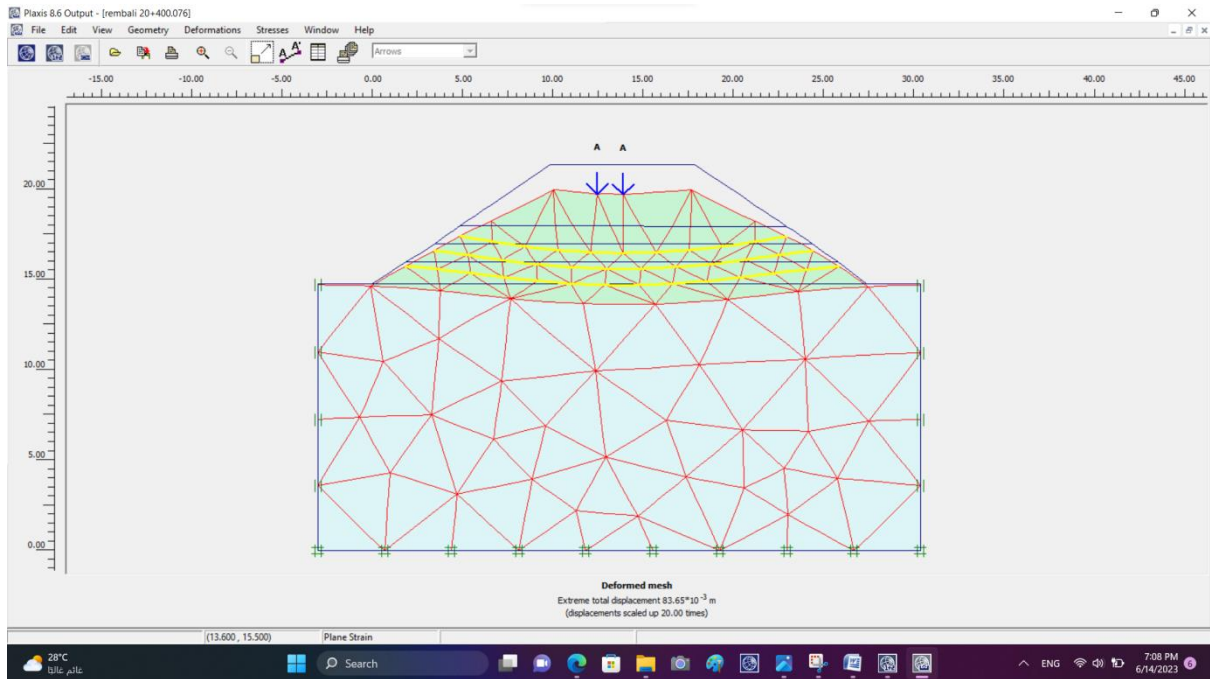 Plaxis 8.6 Output - [rembali 20+400.076]
File Edit View Geometry Deformations Stresses Window Help
Arrows
-15.00 -10.00 -5.00 0.00 5.00 10.00 15.00 20.00 25.00 30.00 35.00 40.00 45.00
A A
20.00
15.00
10.00
5.00
0.00
Deformed mesh
Extreme total displacement 83.65*10⁻³ m
(displacements scaled up 20.00 times)
(13.600 , 15.500) Plane Strain
28°C
غائم غالبًا
Search
ENG
7:08 PM
6/14/2023
6